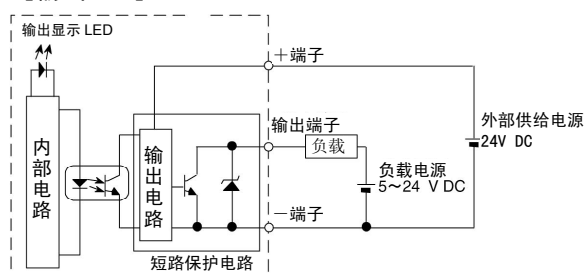 输出显示 LED
＋端子
输出端子
负载
外部供给电源
24V DC
负载电源
5～24 V DC
内部电路
输出电路
－端子
短路保护电路